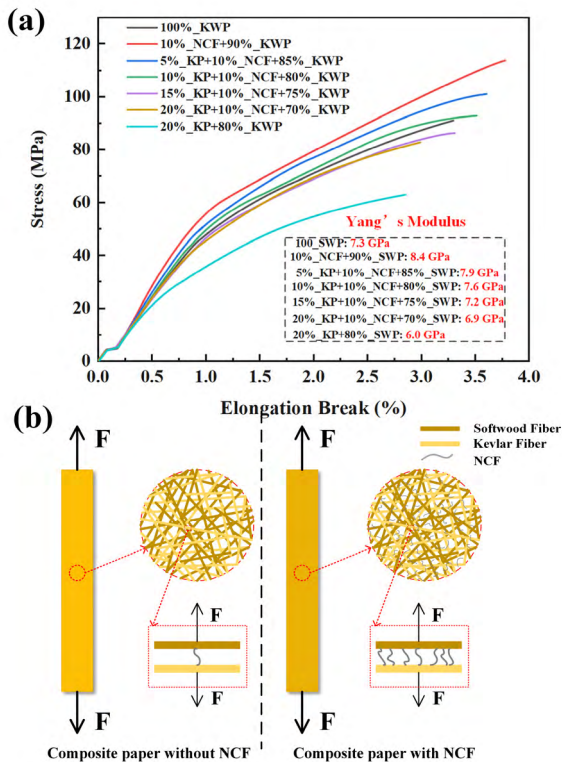 (a)
100%_KWP
10%_NCF+90%_KWP
5%_KP+10%_NCF+85%_KWP
10%_KP+10%_NCF+80%_KWP
15%_KP+10%_NCF+75%_KWP
20%_KP+10%_NCF+70%_KWP
20%_KP+80%_KWP
120
100
80
60
40
20
0
Stress (MPa)
Yang's Modulus
100_SWP: 7.3 GPa
10%_NCF+90%_SWP: 8.4 GPa
5%_KP+10%_NCF+85%_SWP:7.9 GPa
10%_KP+10%_NCF+80%_SWP: 7.6 GPa
15%_KP+10%_NCF+75%_SWP: 7.2 GPa
20%_KP+10%_NCF+70%_SWP: 6.9 GPa
20%_KP+80%_SWP: 6.0 GPa
0.0 0.5 1.0 1.5 2.0 2.5 3.0 3.5 4.0
Elongation Break (%)
(b)
Softwood Fiber
Kevlar Fiber
NCF
F
F
F
F
F
F
F
F
Composite paper without NCF
Composite paper with NCF